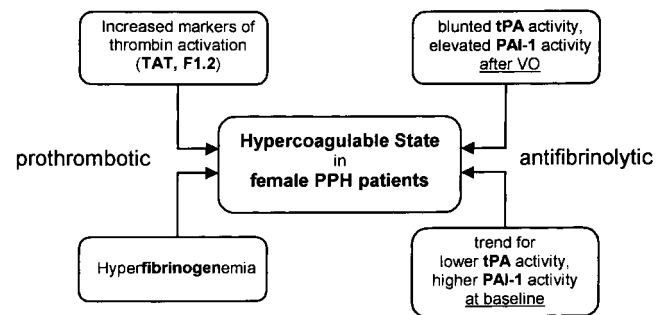 Increased markers of
thrombin activation
(TAT, F1.2)
blunted tPA activity,
elevated PAI-1 activity
after VO
prothrombotic
Hypercoagulable State
in
female PPH patients
antifibrinolytic
Hyperfibrinogenemia
trend for
lower tPA activity,
higher PAI-1 activity
at baseline